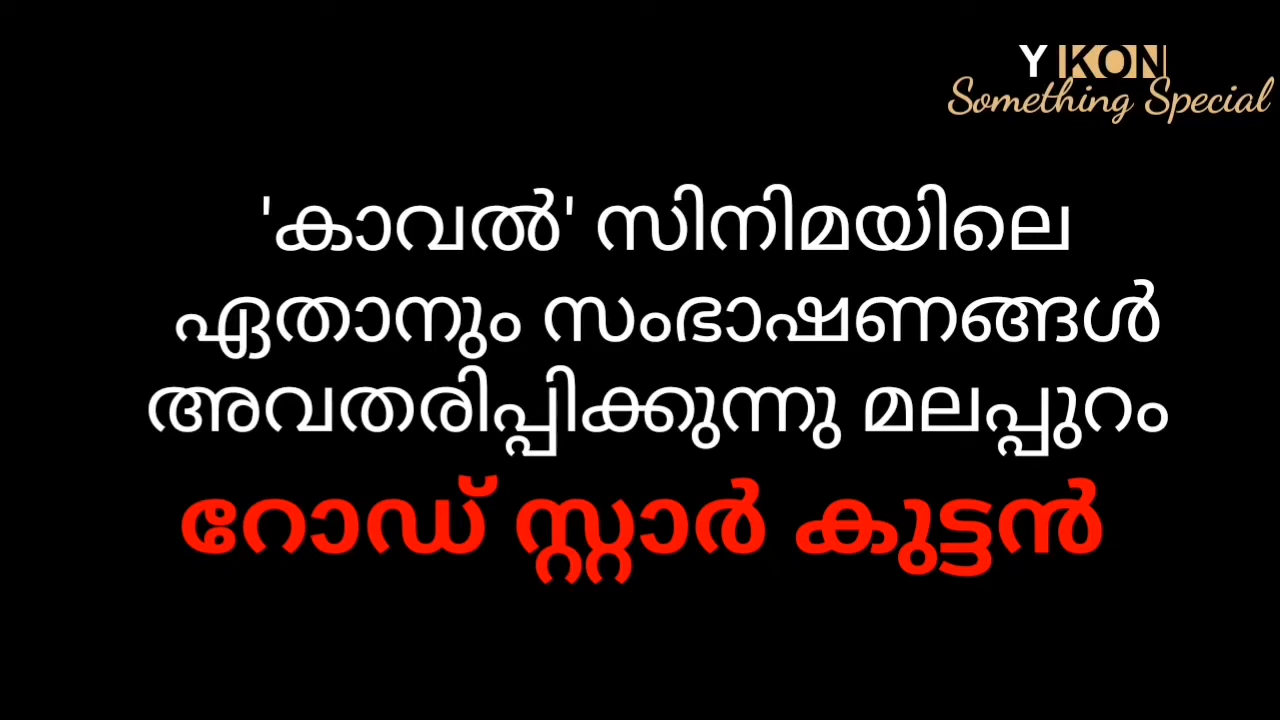 Y KON
Something Special
'കാവൽ' സിനിമയിലെ
ഏതാനും സംഭാഷണങ്ങൾ
അവതരിപ്പിക്കുന്നു മലപ്പുറം
റോഡ് സ്റ്റാർ കുട്ടൻ